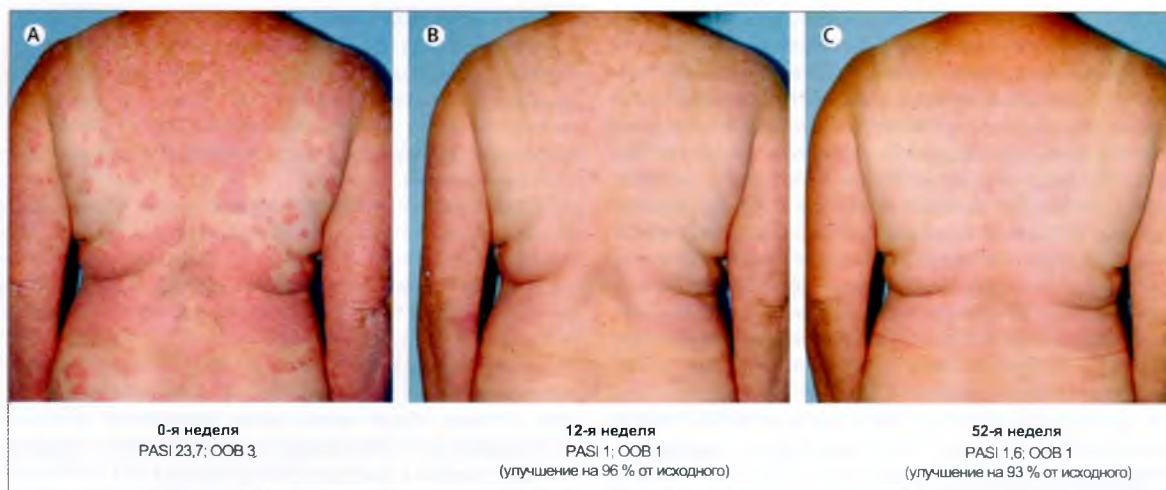 A
B
C
0-я неделя
PASI 23,7; ООВ 3
12-я неделя
PASI 1; ООВ 1
(улучшение на 96 % от исходного)
52-я неделя
PASI 1,6; ООВ 1
(улучшение на 93 % от исходного)